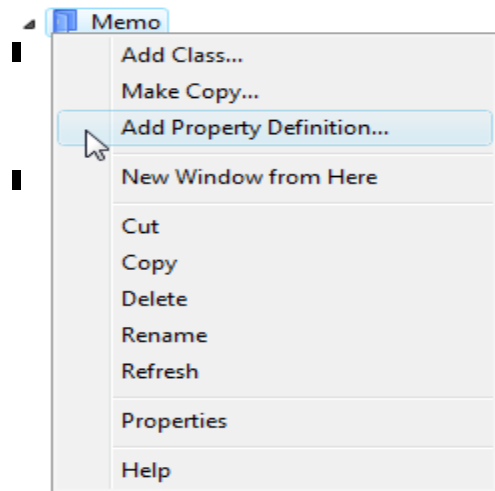 Memo
Add Class...
Make Copy...
Add Property Definition...
New Window from Here
Cut
Copy
Delete
Rename
Refresh
Properties
Help